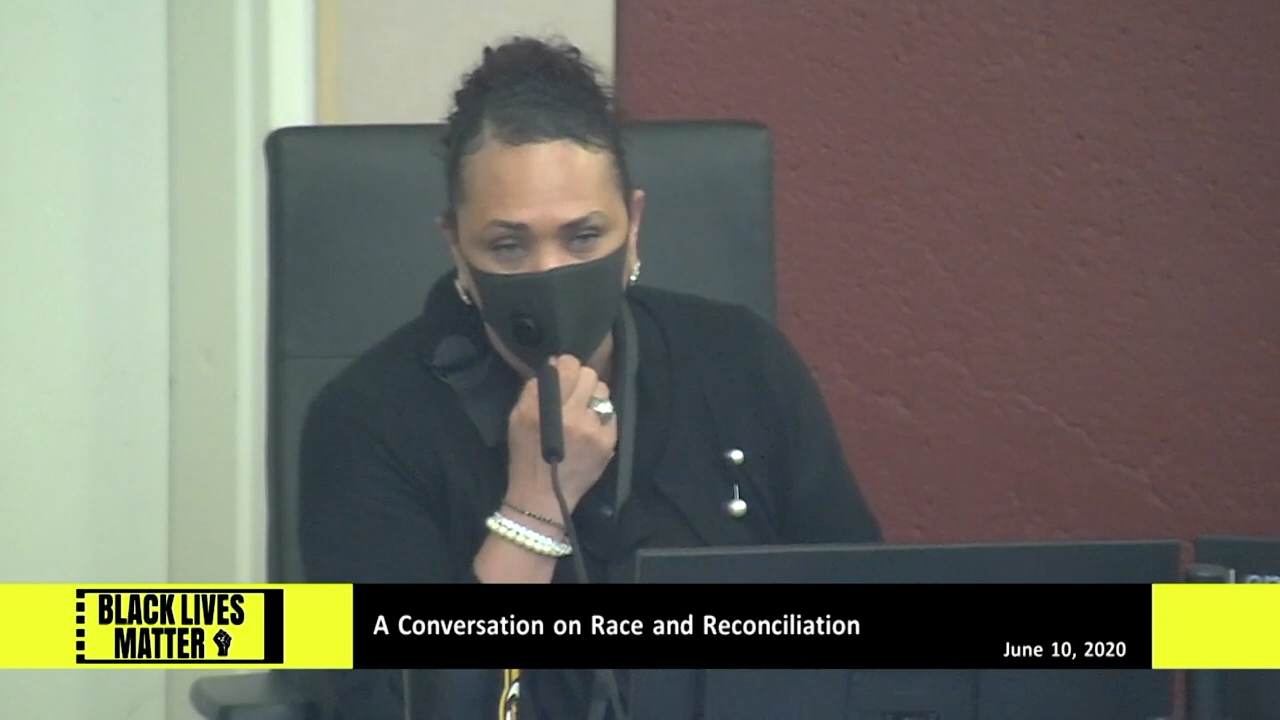 BLACK LIVES
MATTER
A Conversation on Race and Reconciliation
June 10, 2020